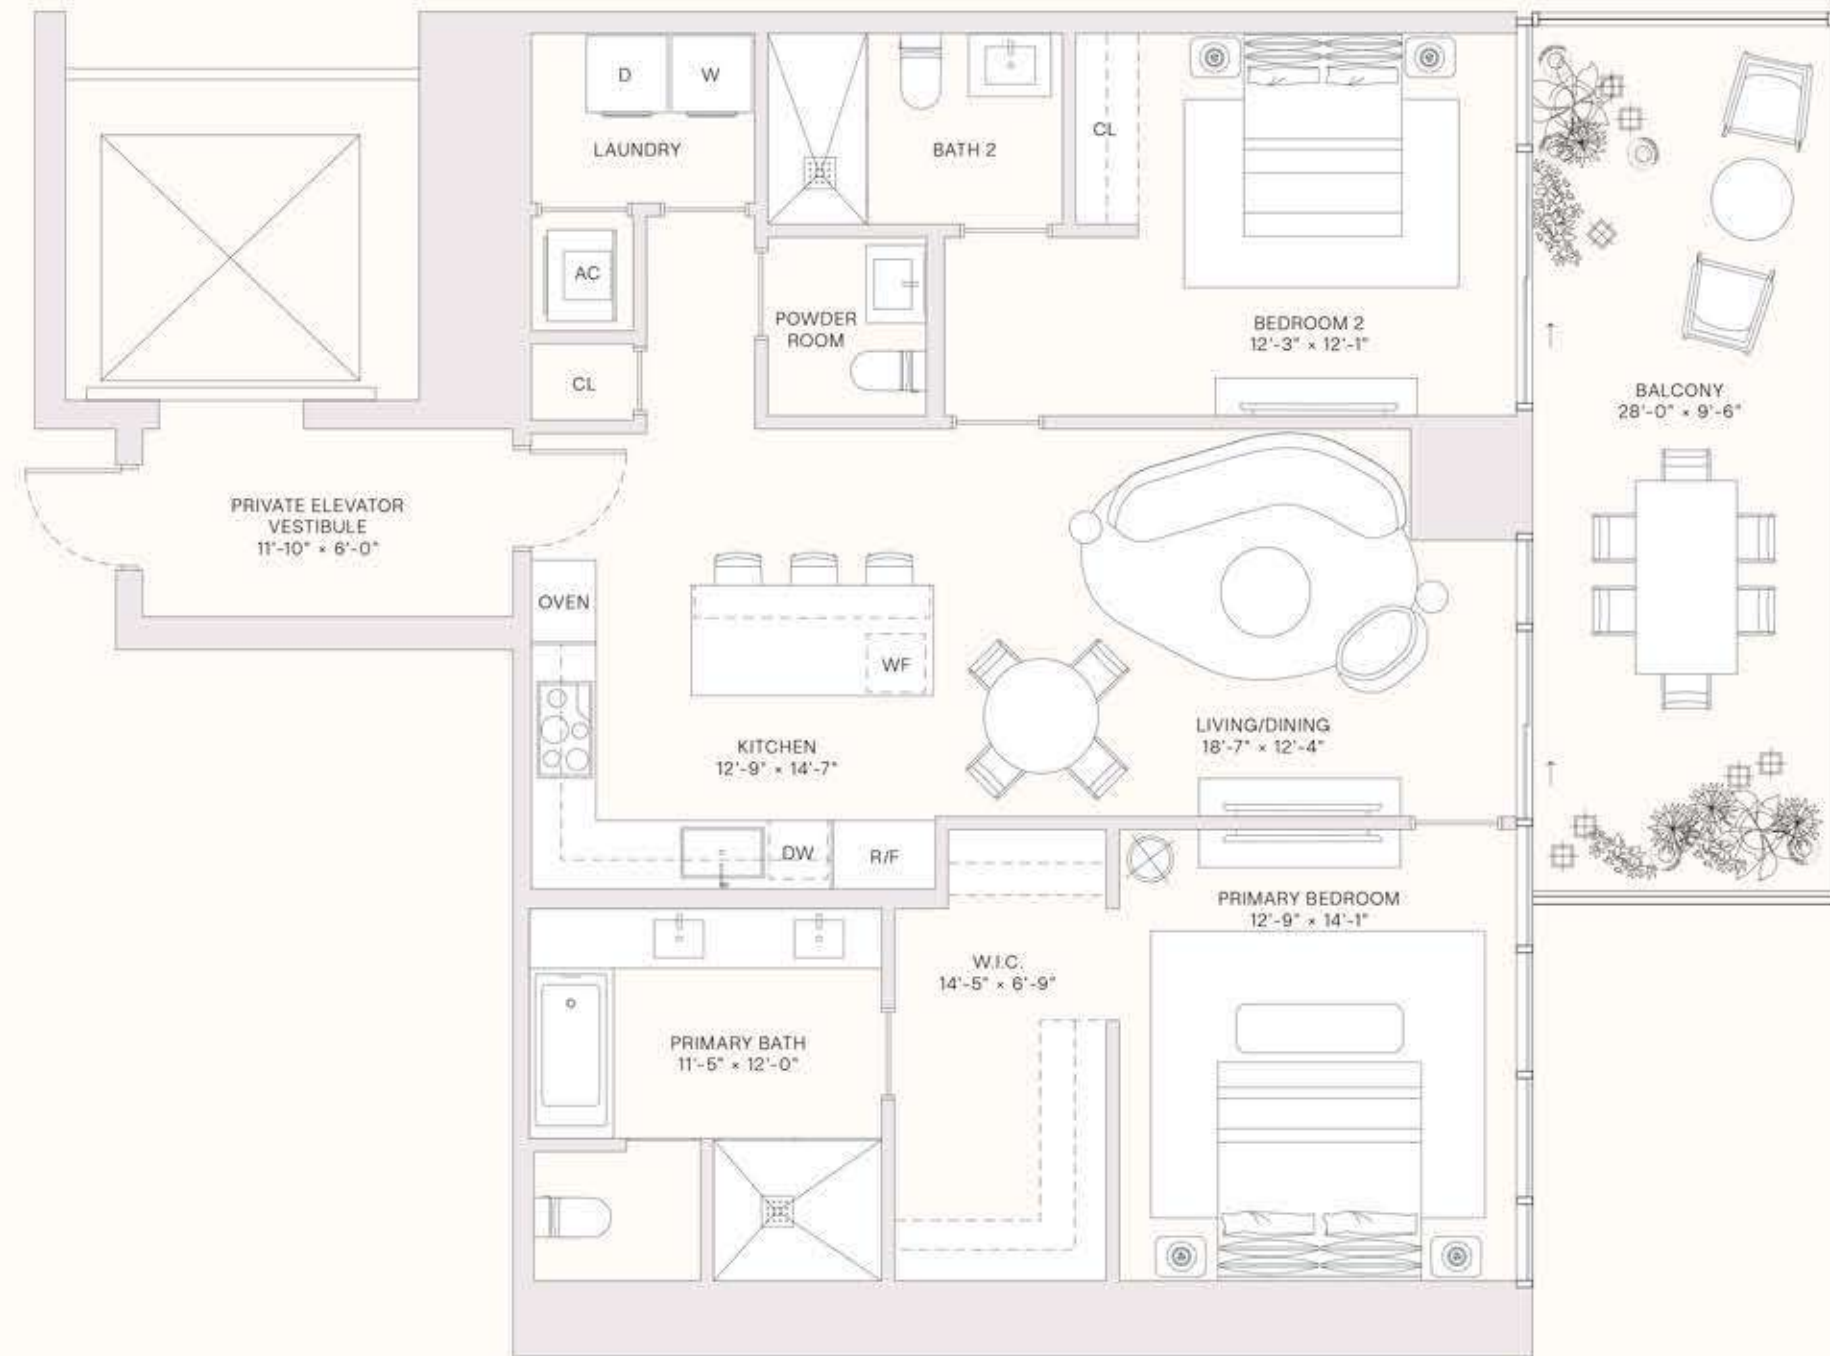 D
W
LAUNDRY
BATH 2
CL
AC
POWDER
ROOM
BEDROOM 2
12'-3" × 12'-1"
CL
BALCONY
28'-0" × 9'-6"
PRIVATE ELEVATOR
VESTIBULE
11'-10" × 6'-0"
OVEN
WF
KITCHEN
12'-9" × 14'-7"
LIVING/DINING
18'-7" × 12'-4"
DW
R/F
PRIMARY BEDROOM
12'-9" × 14'-1"
W.I.C.
14'-5" × 6'-9"
PRIMARY BATH
11'-5" × 12'-0"